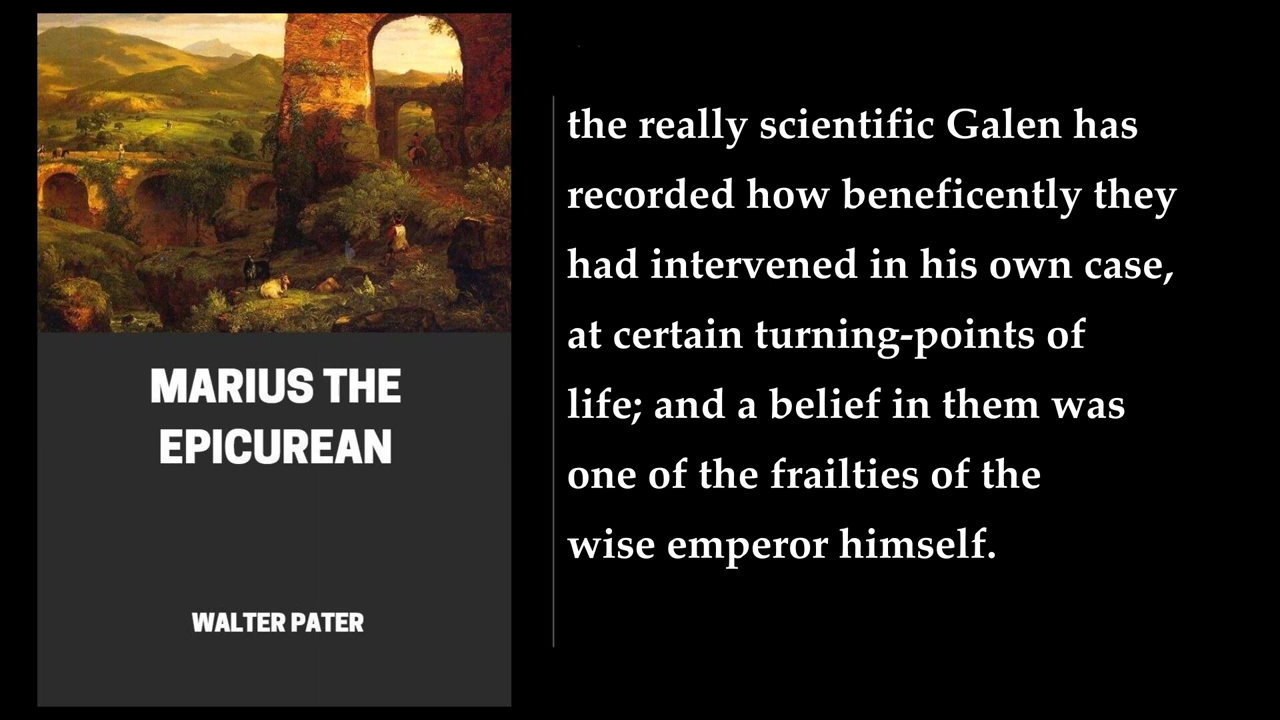 MARIUS THE
EPICUREAN
WALTER PATER
the really scientific Galen has
recorded how beneficently they
had intervened in his own case,
at certain turning-points of
life; and a belief in them was
one of the frailties of the
wise emperor himself.